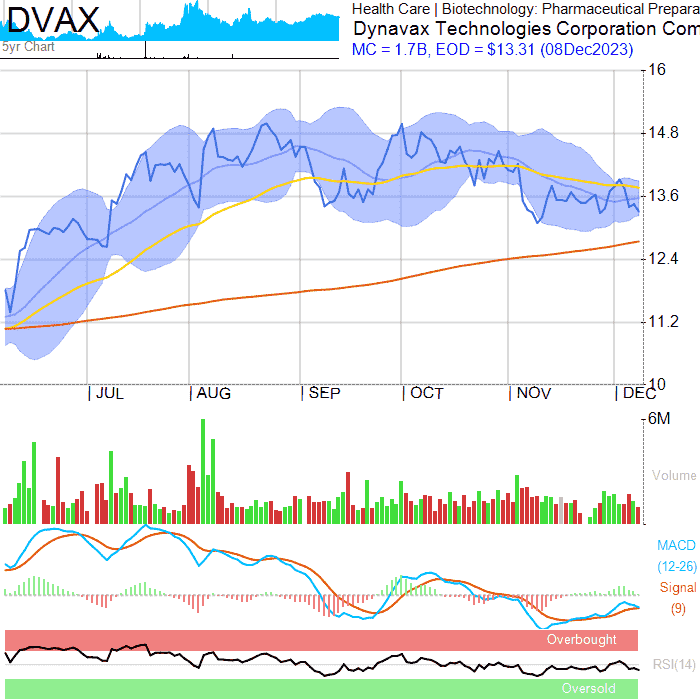 DVAX
5yr Chart
Health Care | Biotechnology: Pharmaceutical Prepara
Dynavax Technologies Corporation Com
MC = 1.7B, EOD = $13.31 (08Dec2023)
16
14.8
13.6
12.4
11.2
10
JUL AUG SEP OCT NOV DEC
6M
Volume
MACD
(12-26)
Signal
(9)
Overbought
RSI(14)
Oversold